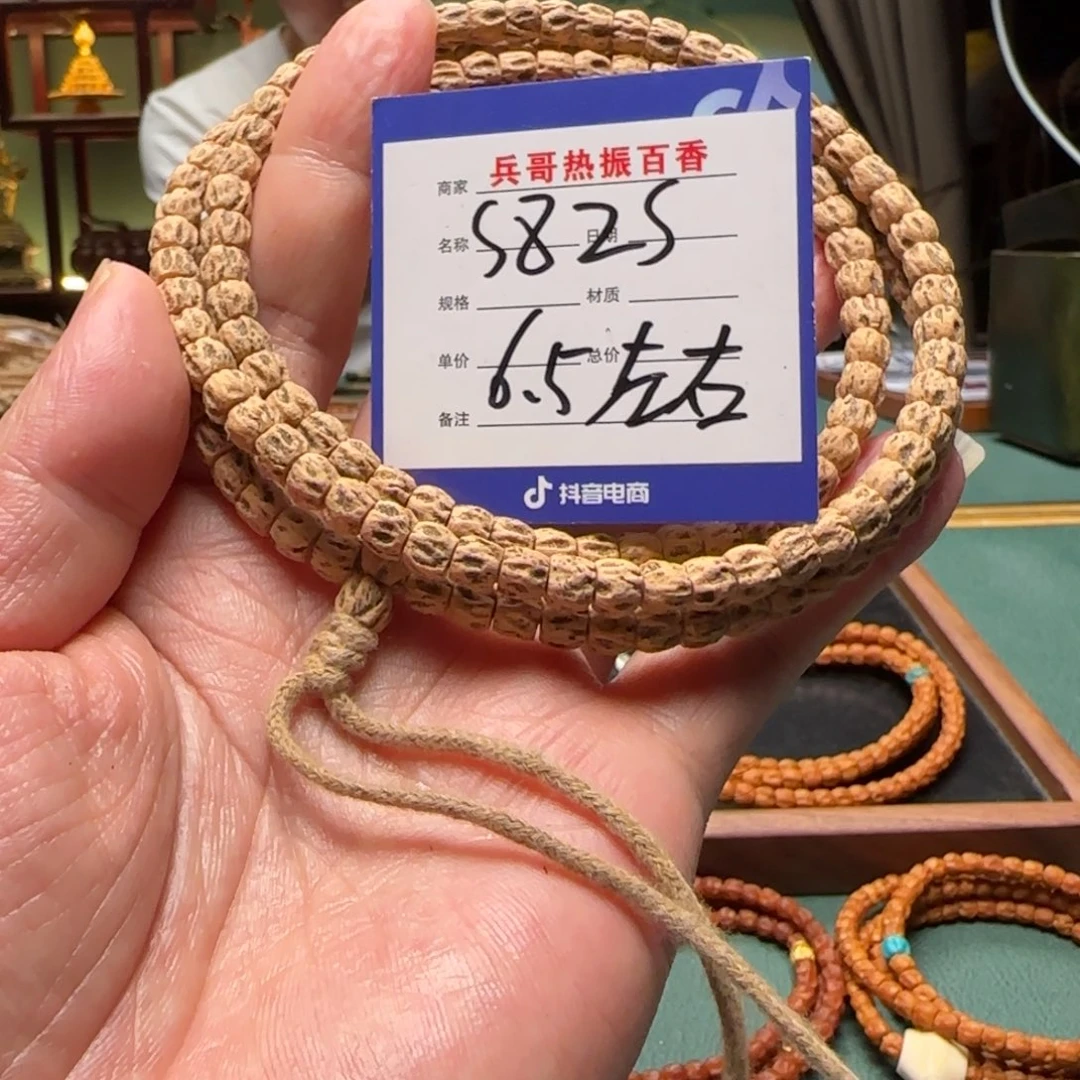 商家 兵哥热振百香
名称 5825 日期
规格 材质
单价 6.5左右 总价
备注
抖音电商